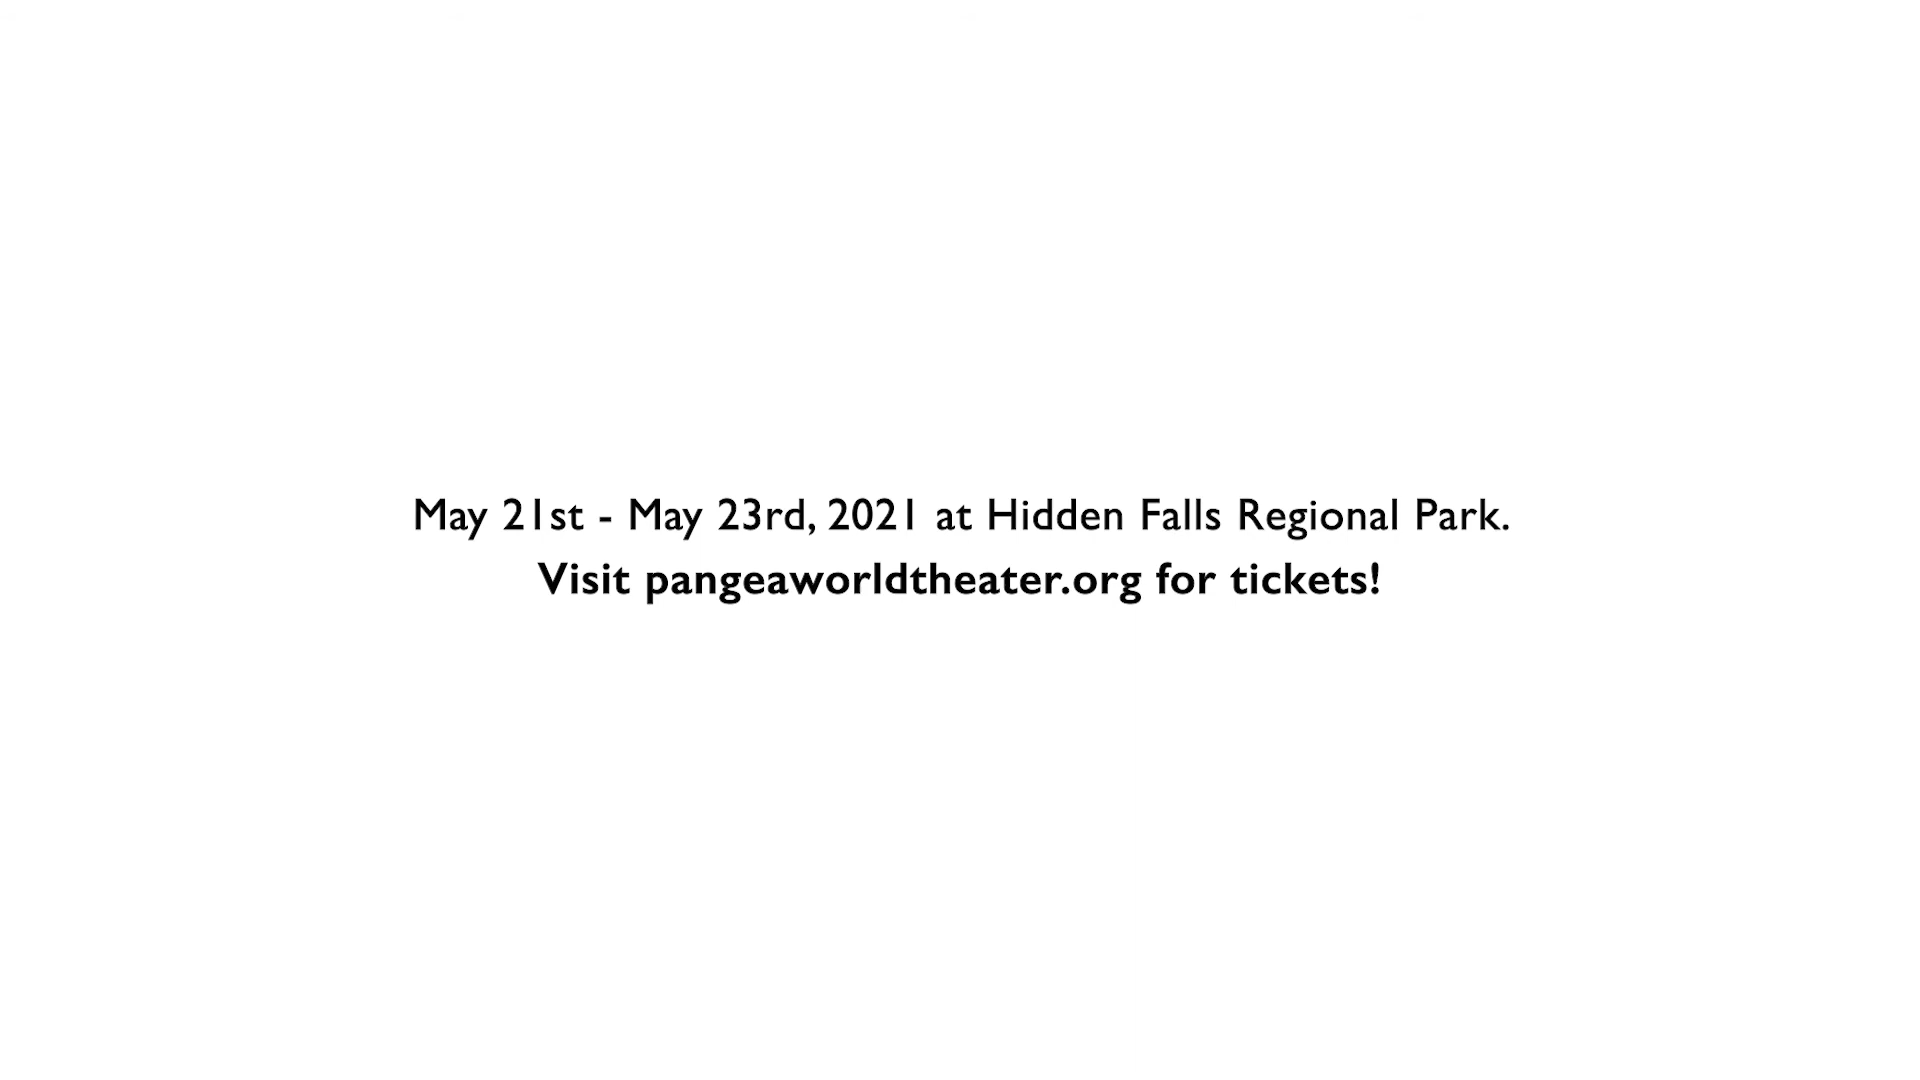 May 21st - May 23rd, 2021 at Hidden Falls Regional Park.
Visit pangeaworldtheater.org for tickets!